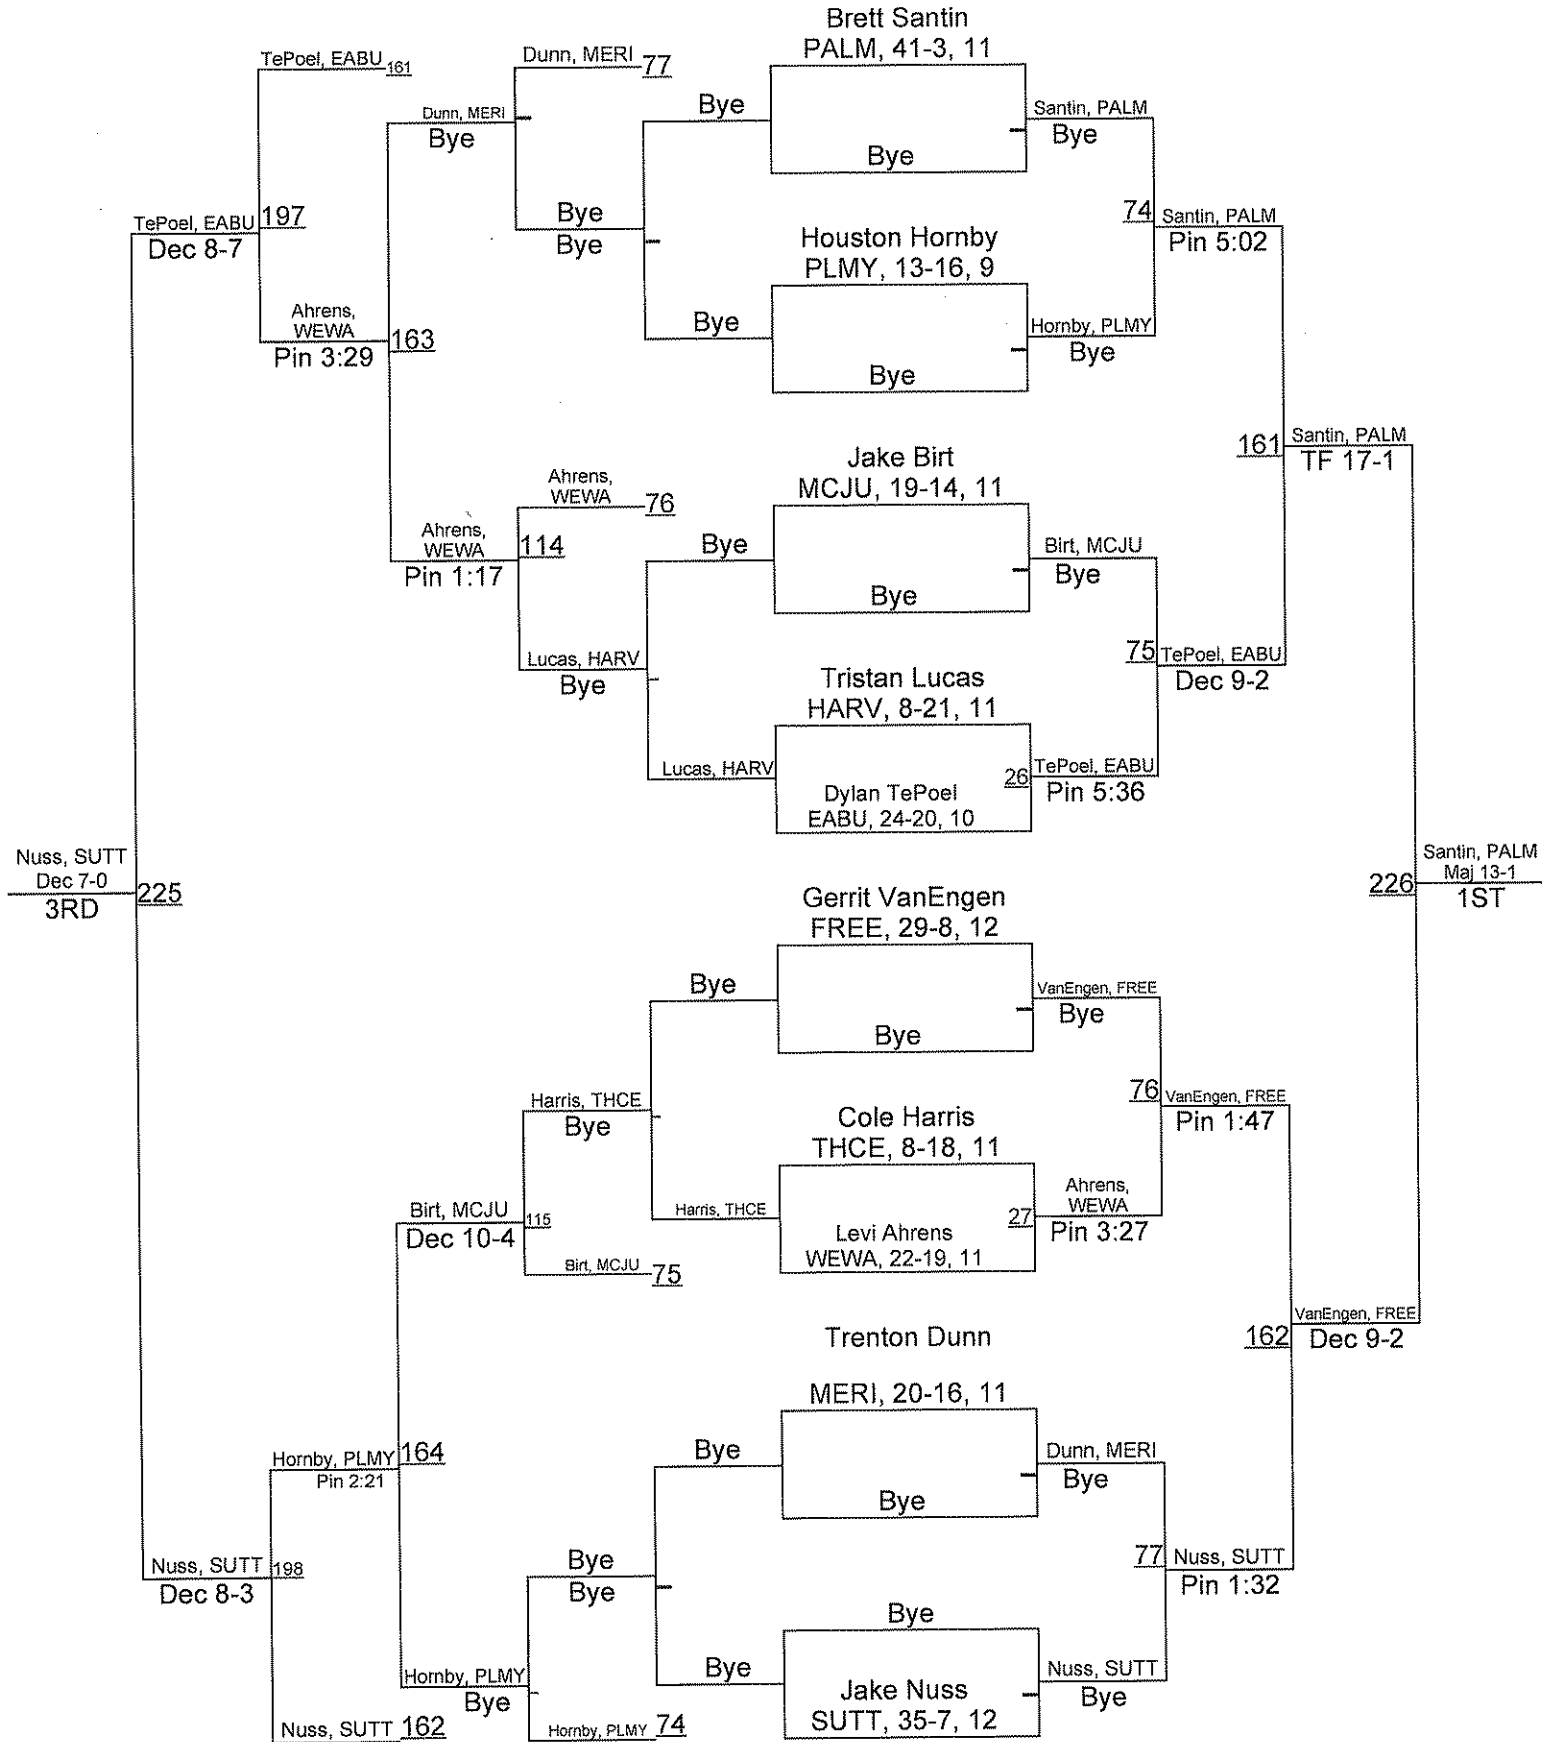 Brett Santin
PALM, 41-3, 11
TePoel, EABU 161
Dunn, MERI 77
Dunn, MERI
Bye
Bye
Bye
Santin, PALM
Bye
TePoel, EABU 197
Dec 8-7
Bye
Bye
Houston Hornby
PLMY, 13-16, 9
74 Santin, PALM
Pin 5:02
Ahrens,
WEWA 163
Pin 3:29
Bye
Bye
Hornby, PLMY
Bye
Jake Birt
MCJU, 19-14, 11
161 Santin, PALM
TF 17-1
Ahrens,
WEWA 76
Ahrens,
WEWA 114
Pin 1:17
Bye
Bye
Birt, MCJU
Bye
Lucas, HARV
Bye
Tristan Lucas
HARV, 8-21, 11
75 TePoel, EABU
Dec 9-2
Lucas, HARV
Dylan TePoel
EABU, 24-20, 10
26 TePoel, EABU
Pin 5:36
Nuss, SUTT
Dec 7-0
3RD
225
Gerrit VanEngen
FREE, 29-8, 12
226
Santin, PALM
Maj 13-1
1ST
Bye
Bye
VanEngen, FREE
Bye
Harris, THCE
Bye
Cole Harris
THCE, 8-18, 11
76 VanEngen, FREE
Pin 1:47
Birt, MCJU 115
Dec 10-4
Harris, THCE
Levi Ahrens
WEWA, 22-19, 11
27
Ahrens,
WEWA
Pin 3:27
Birt, MCJU 75
Trenton Dunn
MERI, 20-16, 11
162 VanEngen, FREE
Dec 9-2
Hornby, PLMY 164
Pin 2:21
Bye
Bye
Dunn, MERI
Bye
Nuss, SUTT 198
Dec 8-3
Bye
Bye
77 Nuss, SUTT
Pin 1:32
Bye
Hornby, PLMY
Bye
Bye
Jake Nuss
SUTT, 35-7, 12
Nuss, SUTT
Bye
Nuss, SUTT 162
Hornby, PLMY 74